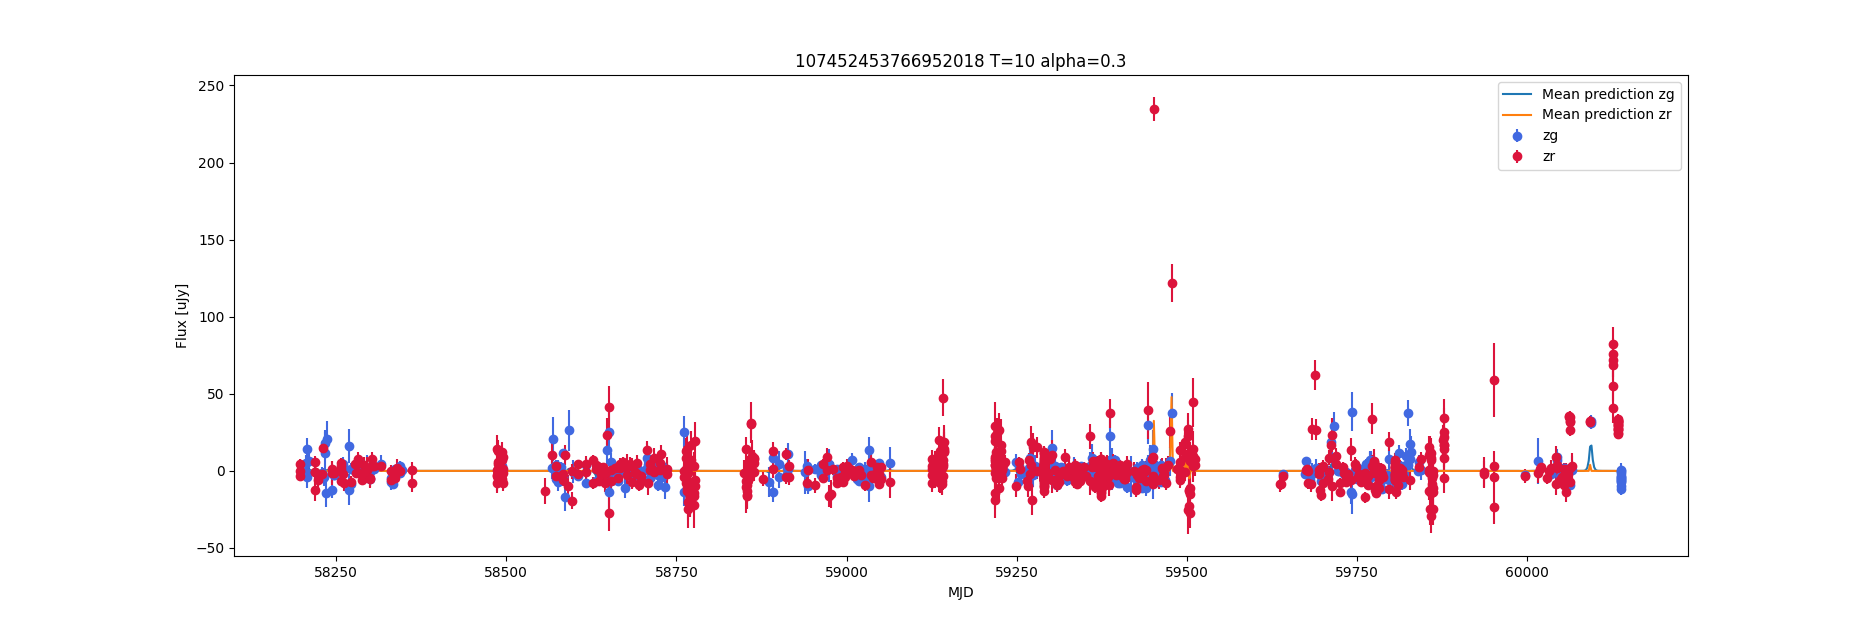 107452453766952018 T=10 alpha=0.3
250
200
150
100
50
0
−50
Flux [uJy]
58250 58500 58750 59000 59250 59500 59750 60000
MJD
Mean prediction zg
Mean prediction zr
zg
zr